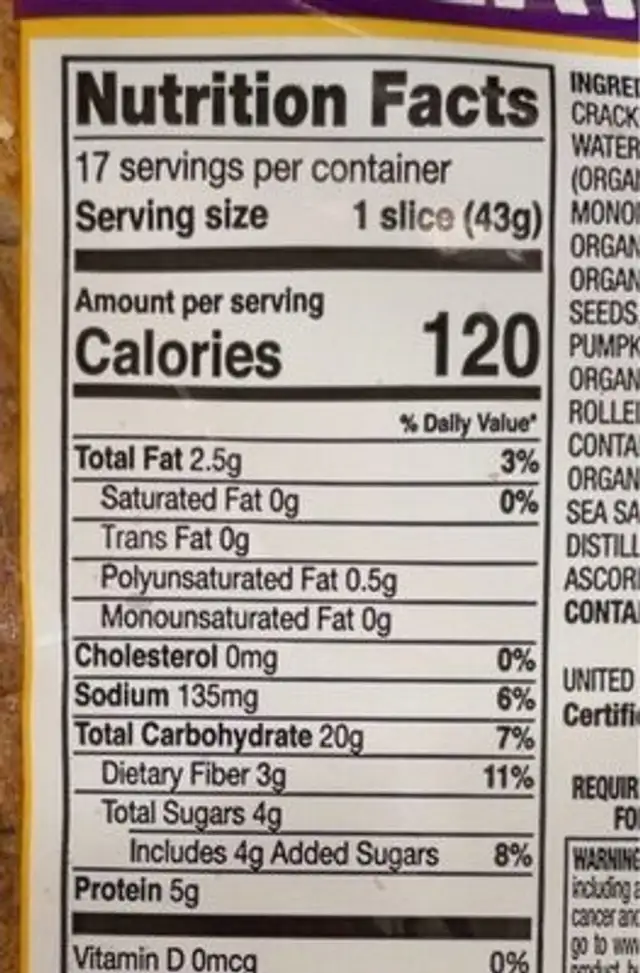 Nutrition Facts
17 servings per container
Serving size 1 slice (43g)
Amount per serving
Calories 120
% Daily Value*
Total Fat 2.5g 3%
Saturated Fat 0g 0%
Trans Fat 0g
Polyunsaturated Fat 0.5g
Monounsaturated Fat 0g
Cholesterol 0mg 0%
Sodium 135mg 6%
Total Carbohydrate 20g 7%
Dietary Fiber 3g 11%
Total Sugars 4g
Includes 4g Added Sugars 8%
Protein 5g
Vitamin D 0mcg 0%
INGRED
CRACK
WATER
(ORGAN
MONO
ORGAN
ORGAN
SEEDS
PUMPK
ORGAN
ROLLE
CONTA
ORGAN
SEA SA
DISTILL
ASCOR
CONTA
UNITED
Certifi
REQUIR
FO
WARNING
including a
cancer and
go to www